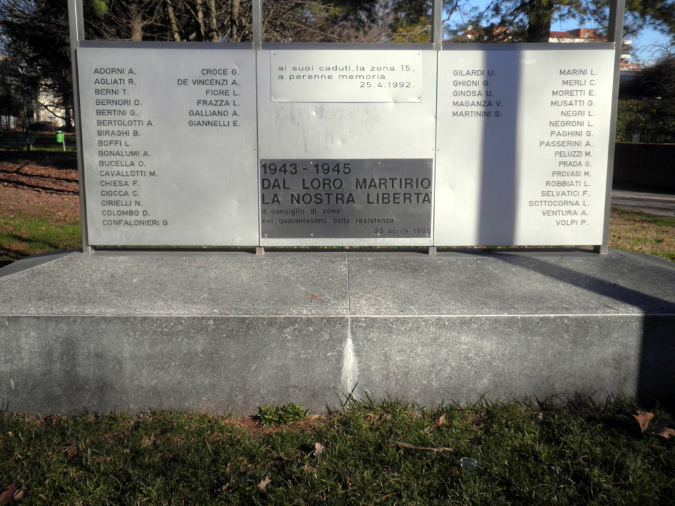 ADORNI A.
AGLIATI R.
BERNI T.
BERNORI D.
BERTINI G.
BERTOLOTTI A.
BIRAGHI B.
BOFFI L.
BONALUMI A.
BUCELLA O.
CAVALLOTTI M.
CHIESA F.
CIOCCA C.
CIRIELLI N.
COLOMBO D.
CONFALONIERI G.
CROCE G.
DE VINCENZI A.
FIORE L.
FRAZZA L.
GALLIANO A.
GIANNELLI E.
ai suoi caduti, la zona 15,
a perenne memoria.
25.4.1992.
1943-1945
DAL LORO MARTIRIO
LA NOSTRA LIBERTA
il consiglio di zona
nel quarantesimo della resistenza
25 aprile 1985
GILARDI U.
GHIONI G.
GINOSA U.
MAGANZA V.
MARTININI S.
MARINI L.
MERLI C.
MORETTI E.
MUSATTI G.
NEGRI L.
NEGRONI L.
PAGHINI G.
PASSERINI A.
PELUZZI M.
PRADA G.
PROVASI M.
ROBBIATI L.
SELVATICI F.
SOTTOCORNA L.
VENTURA A.
VOLPI P.